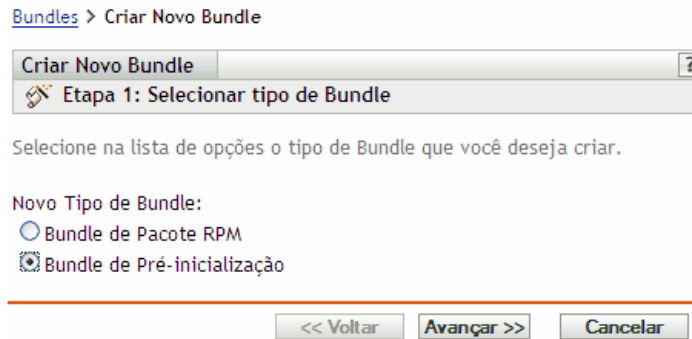 Bundles > Criar Novo Bundle
Criar Novo Bundle ?
Etapa 1: Selecionar tipo de Bundle
Selecione na lista de opções o tipo de Bundle que você deseja criar.
Novo Tipo de Bundle:
Bundle de Pacote RPM
Bundle de Pré-inicialização
<< Voltar Avançar >> Cancelar